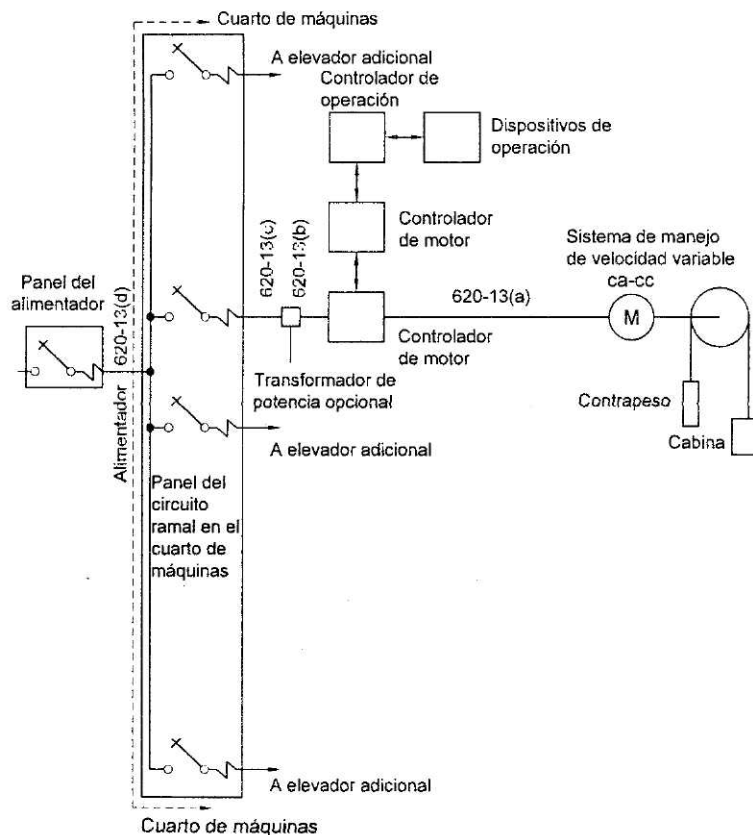 Cuarto de máquinas
A elevador adicional
Controlador de
operación
Dispositivos de
operación
Controlador
de motor
Sistema de manejo
de velocidad variable
ca-cc
Panel del
alimentador
620-13(d)
Alimentador
620-13(c)
620-13(b)
620-13(a)
M
Controlador
de motor
Transformador de
potencia opcional
Contrapeso
Cabina
A elevador adicional
Panel del
circuito
ramal en el
cuarto de
máquinas
A elevador adicional
Cuarto de máquinas